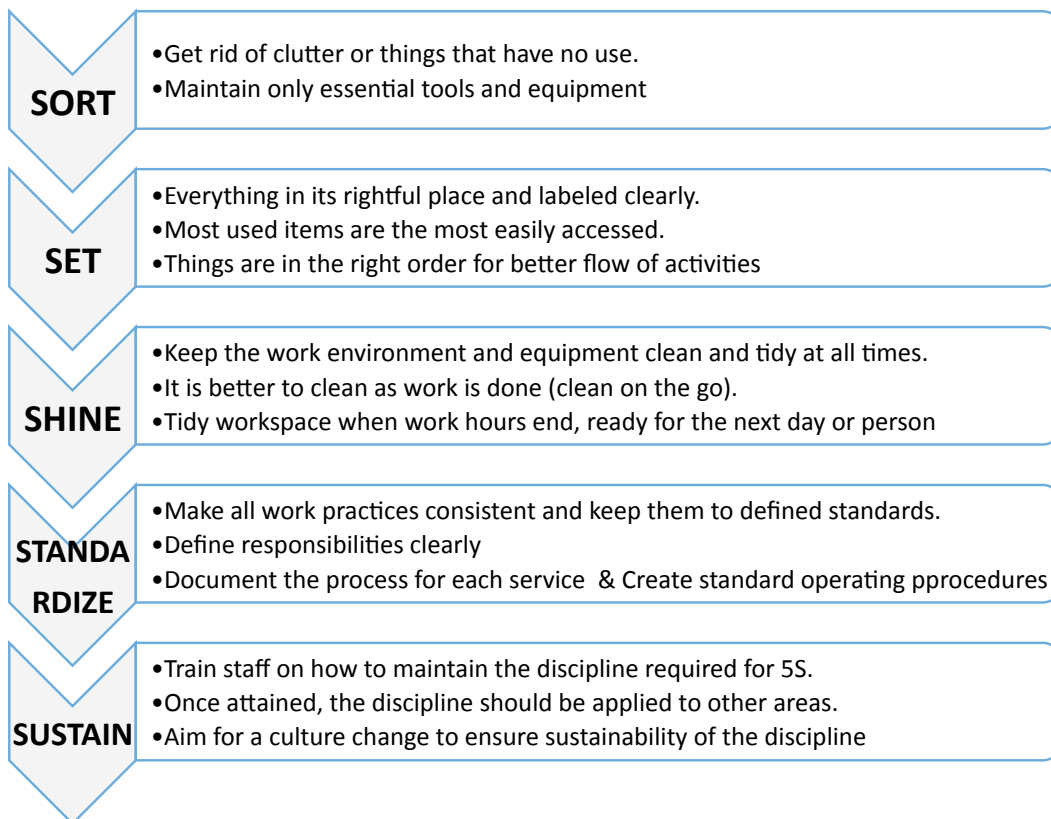 SORT
•Get rid of clutter or things that have no use.
•Maintain only essential tools and equipment
SET
•Everything in its rightful place and labeled clearly.
•Most used items are the most easily accessed.
•Things are in the right order for better flow of activities
SHINE
•Keep the work environment and equipment clean and tidy at all times.
•It is better to clean as work is done (clean on the go).
•Tidy workspace when work hours end, ready for the next day or person
STANDA
RDIZE
•Make all work practices consistent and keep them to defined standards.
•Define responsibilities clearly
•Document the process for each service & Create standard operating pprocedures
SUSTAIN
•Train staff on how to maintain the discipline required for 5S.
•Once attained, the discipline should be applied to other areas.
•Aim for a culture change to ensure sustainability of the discipline